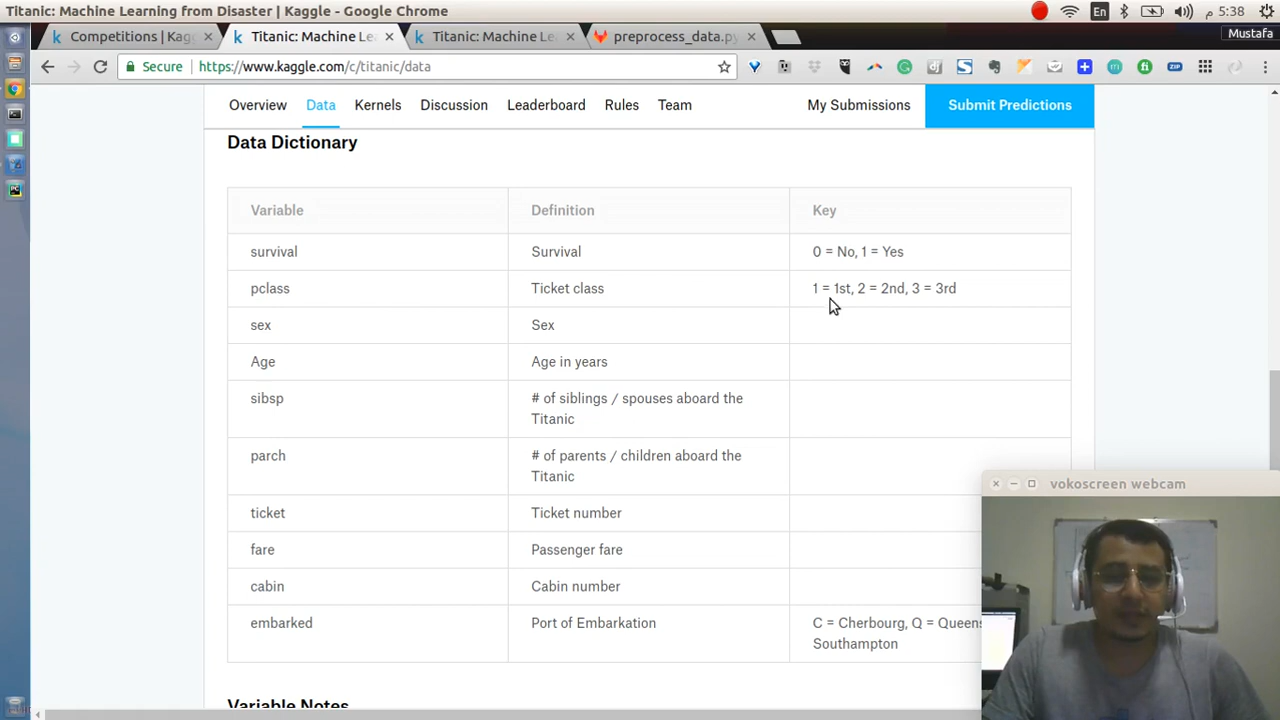 Titanic: Machine Learning from Disaster | Kaggle - Google Chrome
En
5:38 م
Competitions | Kagg
Titanic: Machine Le
Titanic: Machine Le
preprocess_data.py
Mustafa
Secure
https://www.kaggle.com/c/titanic/data
ZIP
Overview
Data
Kernels
Discussion
Leaderboard
Rules
Team
My Submissions
Submit Predictions
Data Dictionary
Variable
Definition
Key
survival
Survival
0 = No, 1 = Yes
pclass
Ticket class
1 = 1st, 2 = 2nd, 3 = 3rd
sex
Sex
Age
Age in years
sibsp
# of siblings / spouses aboard the
Titanic
parch
# of parents / children aboard the
Titanic
ticket
Ticket number
fare
Passenger fare
cabin
Cabin number
embarked
Port of Embarkation
C = Cherbourg, Q = Queens
Southampton
Variable Notes
vokoscreen webcam